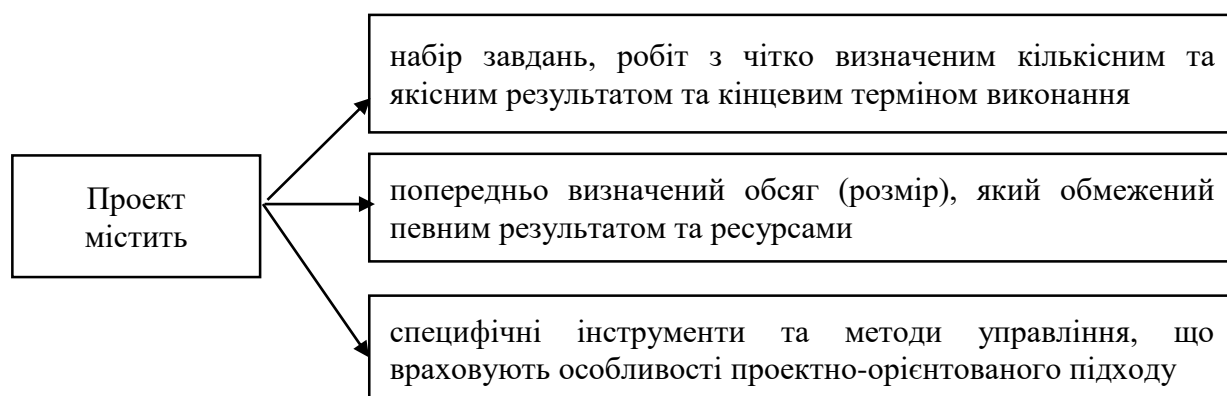 набір завдань, робіт з чітко визначеним кількісним та
якісним результатом та кінцевим терміном виконання
Проект
містить
попередньо визначений обсяг (розмір), який обмежений
певним результатом та ресурсами
специфічні інструменти та методи управління, що
враховують особливості проектно-орієнтованого підходу